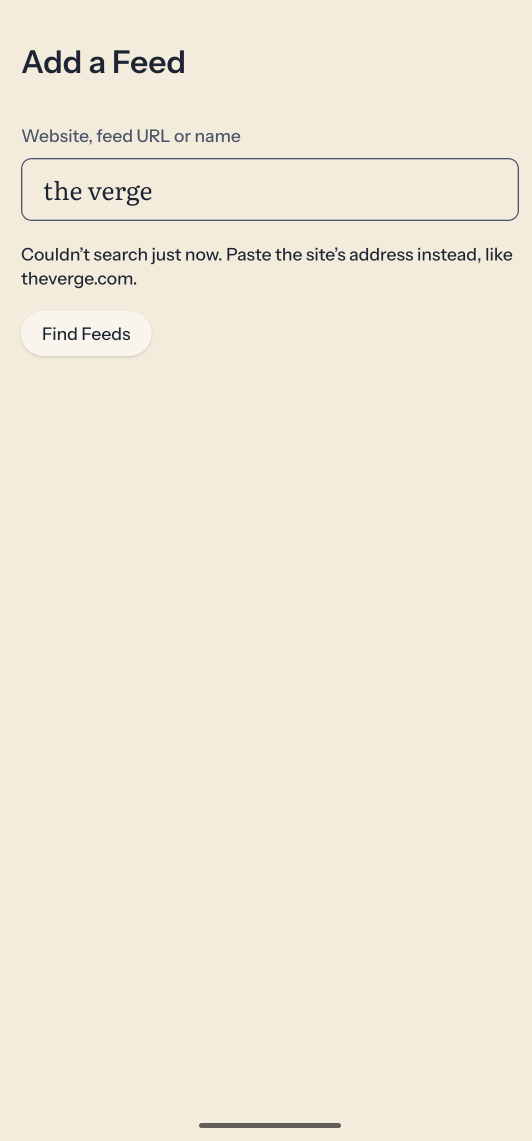 Add a Feed
Website, feed URL or name
the verge
Couldn’t search just now. Paste the site’s address instead, like
theverge.com.
Find Feeds